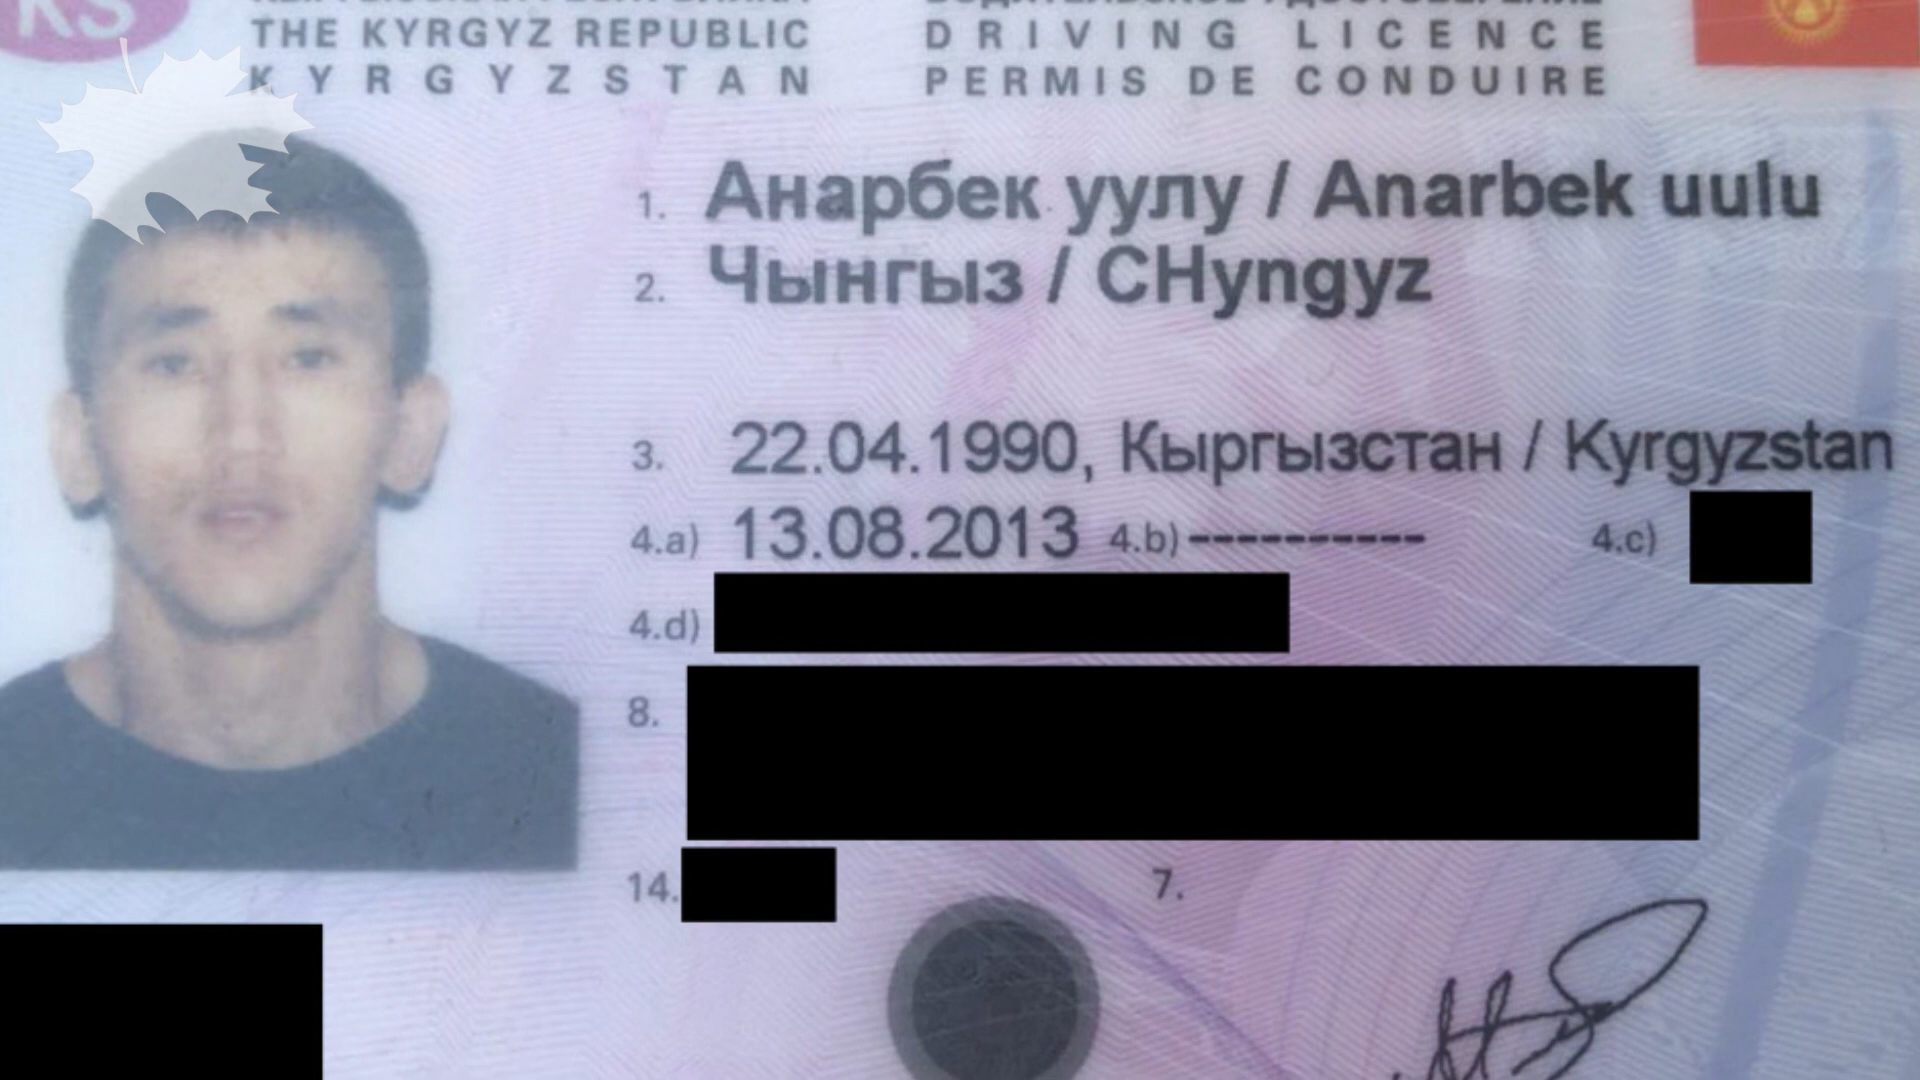 KS
THE KYRGYZ REPUBLIC
KYRGYZSTAN
DRIVING LICENCE
PERMIS DE CONDUIRE
1. Анарбек уулу / Anarbek uulu
2. Чынгыз / CHyngyz
3. 22.04.1990, Кыргызстан / Kyrgyzstan
4.a) 13.08.2013 4.b) ----------- 4.c)
4.d)
8.
14. 7.